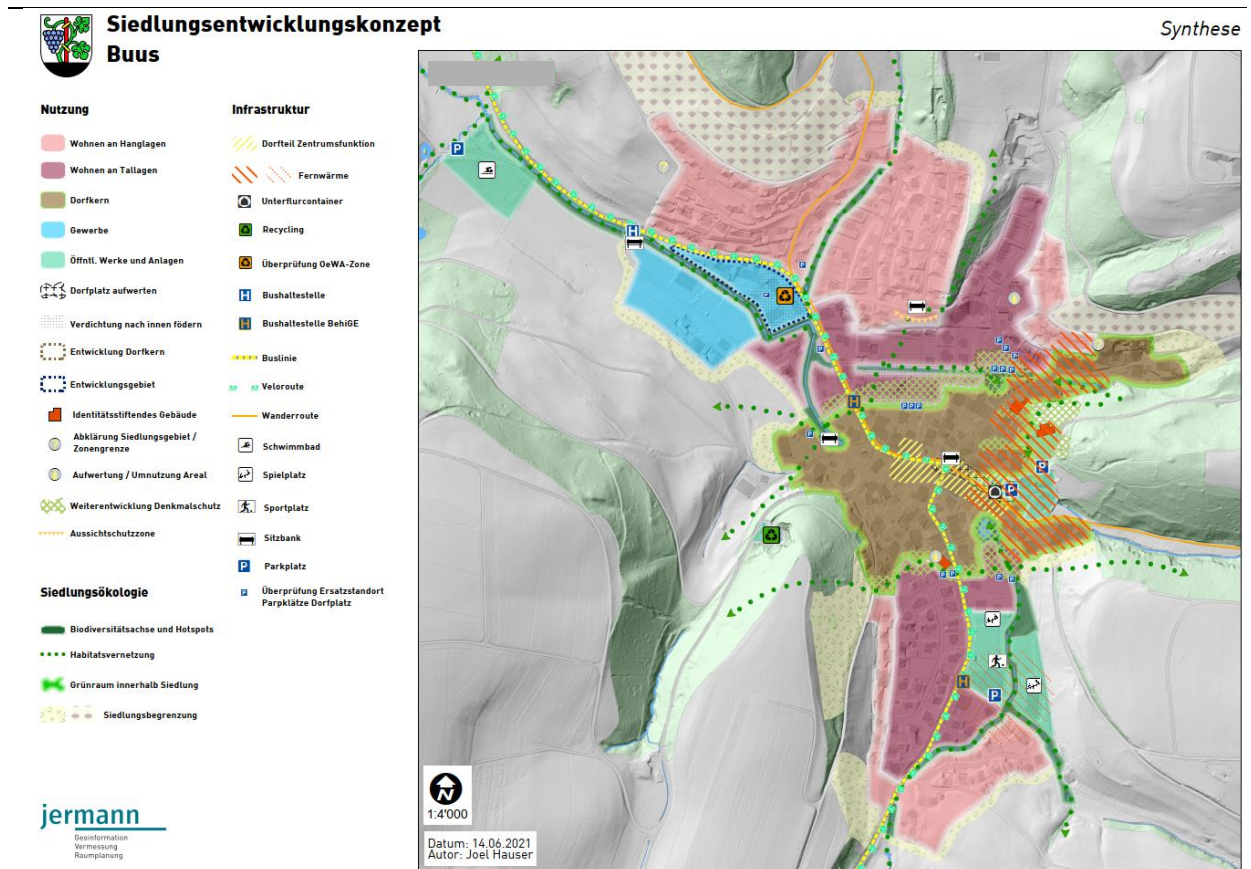 Siedlungsentwicklungskonzept
Buus
Synthese
Nutzung
Wohnen an Hanglagen
Wohnen an Tallagen
Dorfkern
Gewerbe
Öffntl. Werke und Anlagen
Dorfplatz aufwerten
Verdichtung nach innen födern
Entwicklung Dorfkern
Entwicklungsgebiet
Identitätsstiftendes Gebäude
Abklärung Siedlungsgebiet /
Zonengrenze
Aufwertung / Umnutzung Areal
Weiterentwicklung Denkmalschutz
Aussichtschutzzone
Siedlungsökologie
Biodiversitätsachse und Hotspots
Habitatsvernetzung
Grünraum innerhalb Siedlung
Siedlungsbegrenzung
Infrastruktur
Dorfteil Zentrumsfunktion
Fernwärme
Unterflurcontainer
Recycling
Überprüfung OeWA-Zone
H Bushaltestelle
H Bushaltestelle BehiGE
Buslinie
Veloroute
Wanderroute
Schwimmbad
Spielplatz
Sportplatz
Sitzbank
P Parkplatz
P Überprüfung Ersatzstandort
Parpklätze Dorfplatz
jermann
Geoinformation
Vermessung
Raumplanung
N
1:4'000
Datum: 14.06.2021
Autor: Joel Hauser